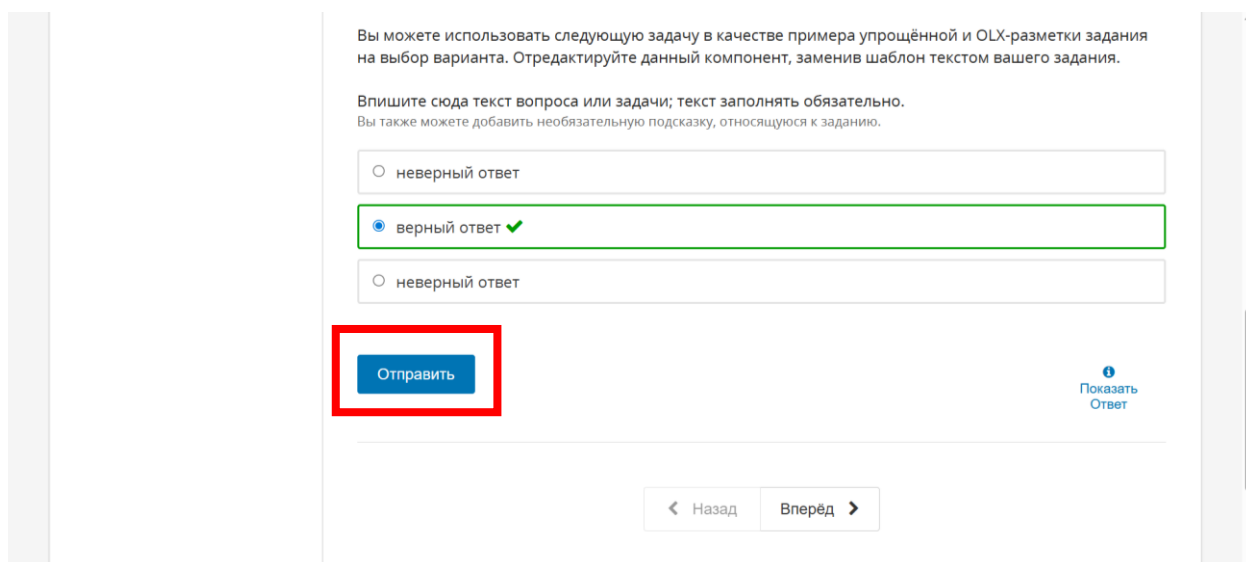 Вы можете использовать следующую задачу в качестве примера упрощённой и OLX-разметки задания
на выбор варианта. Отредактируйте данный компонент, заменив шаблон текстом вашего задания.
Впишите сюда текст вопроса или задачи; текст заполнять обязательно.
Вы также можете добавить необязательную подсказку, относящуюся к заданию.
неверный ответ
верный ответ
неверный ответ
Отправить
Показать
Ответ
Назад Вперёд